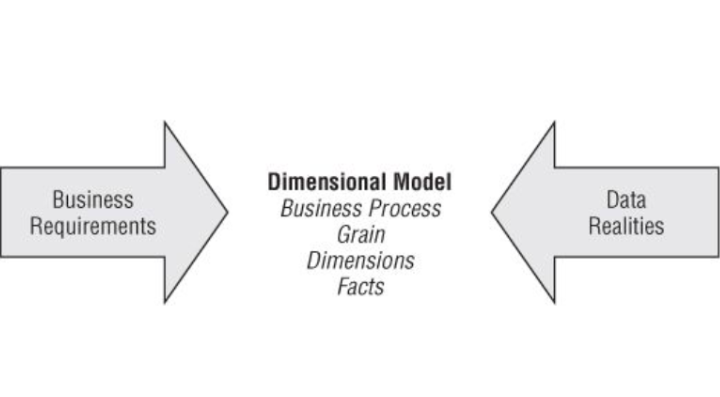 Business
Requirements
Dimensional Model
Business Process
Grain
Dimensions
Facts
Data
Realities